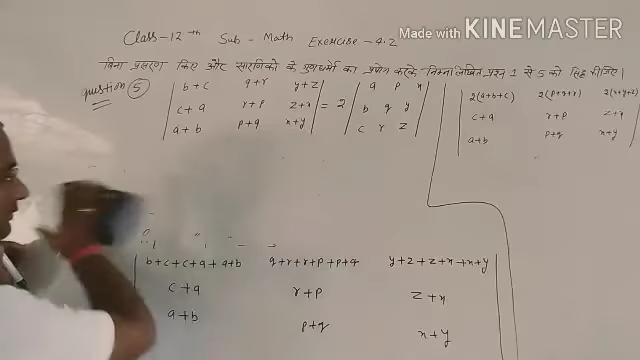 Made with KINEMASTER
Class-12th Sub - Math Exercise-4.2
बिना प्रसरण किए और सारणिकों के गुणधर्मो का प्रयोग करके निम्नलिखित प्रश्न 1 से 5 को सिद्ध कीजिए |
question 5
| b+c q+r y+z | = 2 | a p x | | 2(a+b+c) 2(p+q+r) 2(x+y+z)
| c+a r+p z+x | b q y | c+a r+p z+x
| a+b p+q x+y | c r z | a+b p+q x+y
| b+c+c+a+a+b q+r+r+p+p+q y+z+z+x+x+y |
c+a r+p z+x
a+b p+q x+y